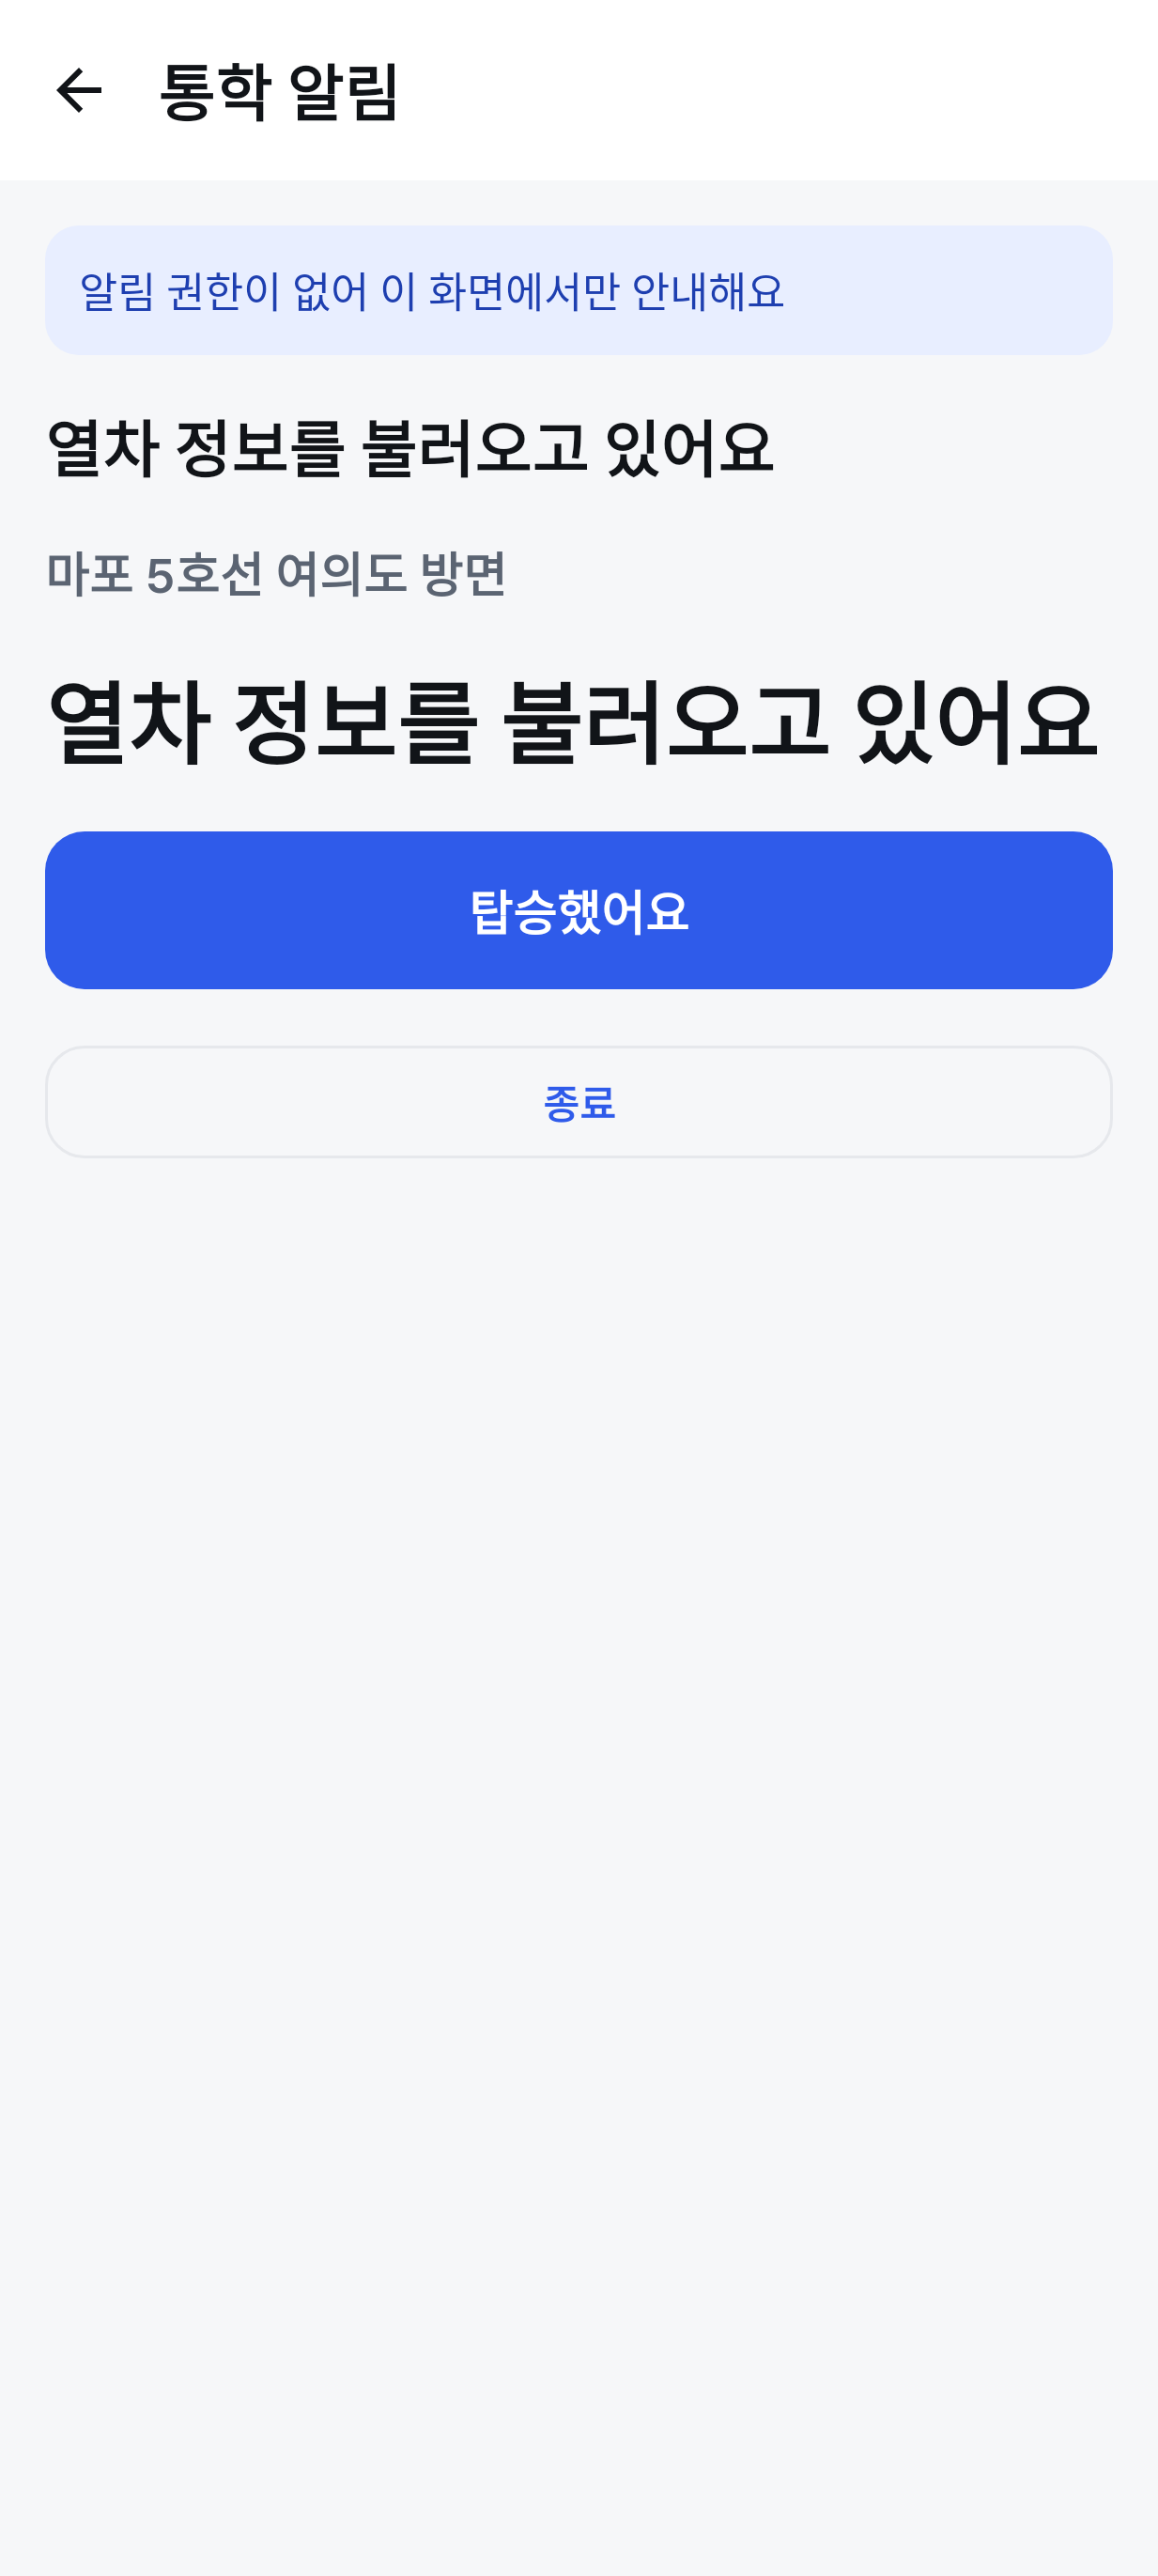 통학 알림
알림 권한이 없어 이 화면에서만 안내해요
열차 정보를 불러오고 있어요
마포 5호선 여의도 방면
열차 정보를 불러오고 있어요
탑승했어요
종료